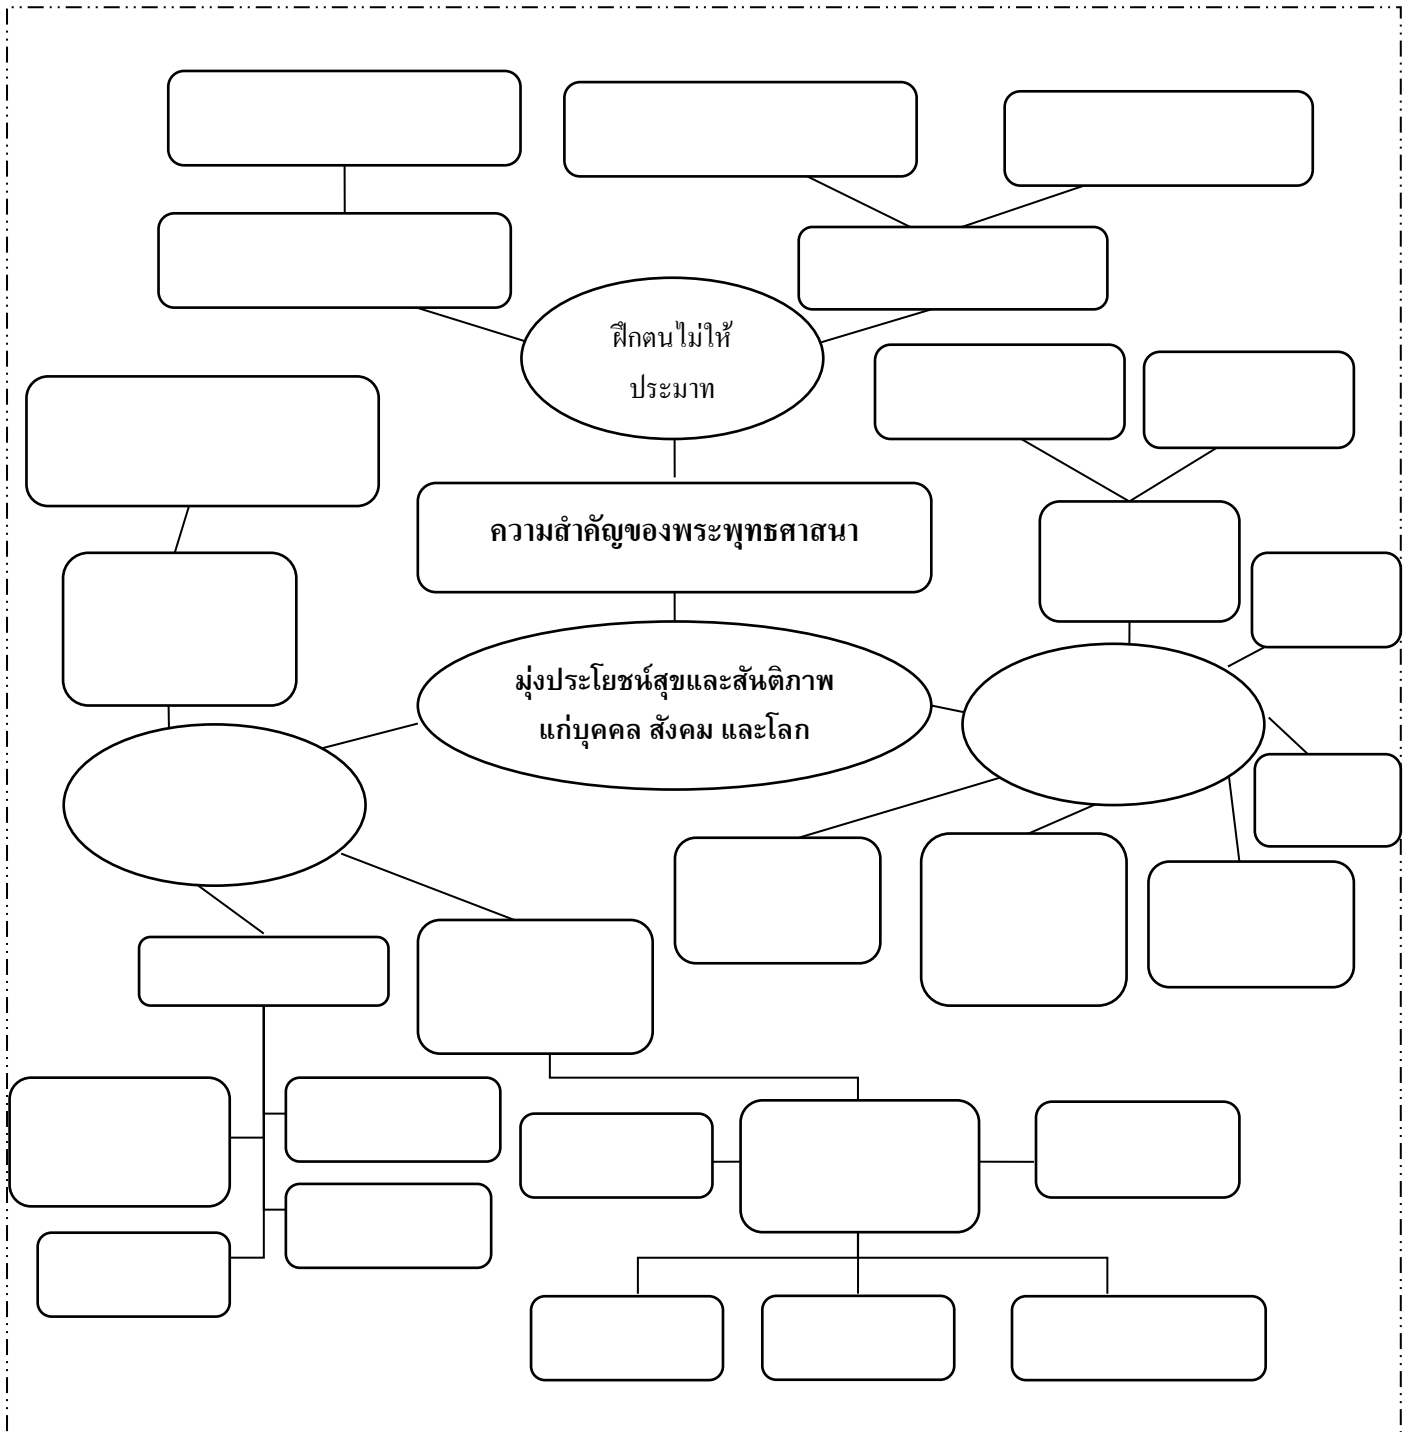 ฝึกตนไม่ให้
ประมาท
ความสำคัญของพระพุทธศาสนา
มุ่งประโยชน์สุขและสันติภาพ
แก่บุคคล สังคม และโลก